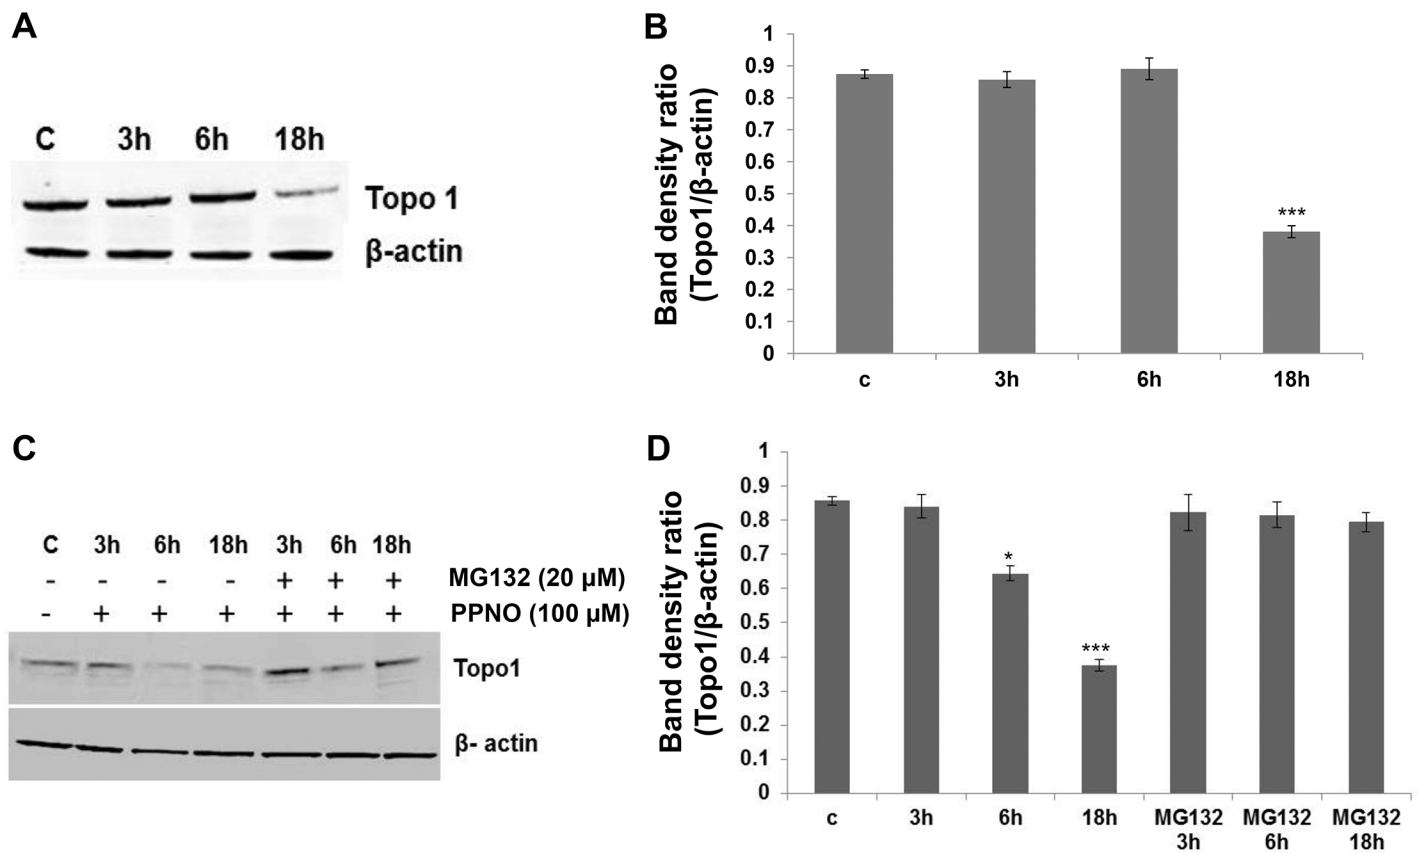 A
C 3h 6h 18h
Topo 1
β-actin
B
Band density ratio
(Topo1/β-actin)
1
0.9
0.8
0.7
0.6
0.5
0.4
0.3
0.2
0.1
0
***
c 3h 6h 18h
C
C 3h 6h 18h 3h 6h 18h
- - - - + + + MG132 (20 µM)
- + + + + + + PPNO (100 µM)
Topo1
β- actin
D
Band density ratio
(Topo1/β-actin)
1
0.9
0.8
0.7
0.6
0.5
0.4
0.3
0.2
0.1
0
*
***
c 3h 6h 18h MG132 MG132 MG132
3h 6h 18h